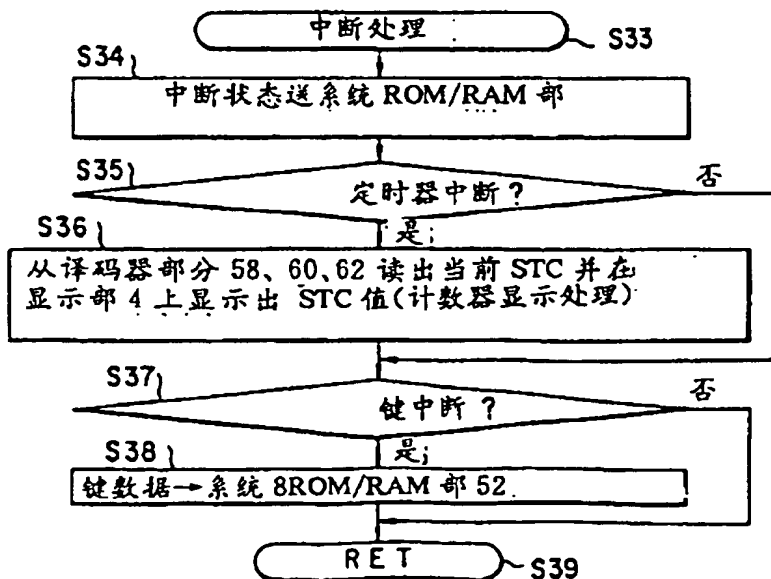 中断处理
S33
S34
中断状态送系统 ROM/RAM 部
S35
定时器中断？
否
是;
S36
从译码器部分 58、60、62 读出当前 STC 并在
显示部 4 上显示出 STC 值(计数器显示处理)
S37
键中断？
否
是;
S38
键数据→系统 8ROM/RAM 部 52
RET
S39